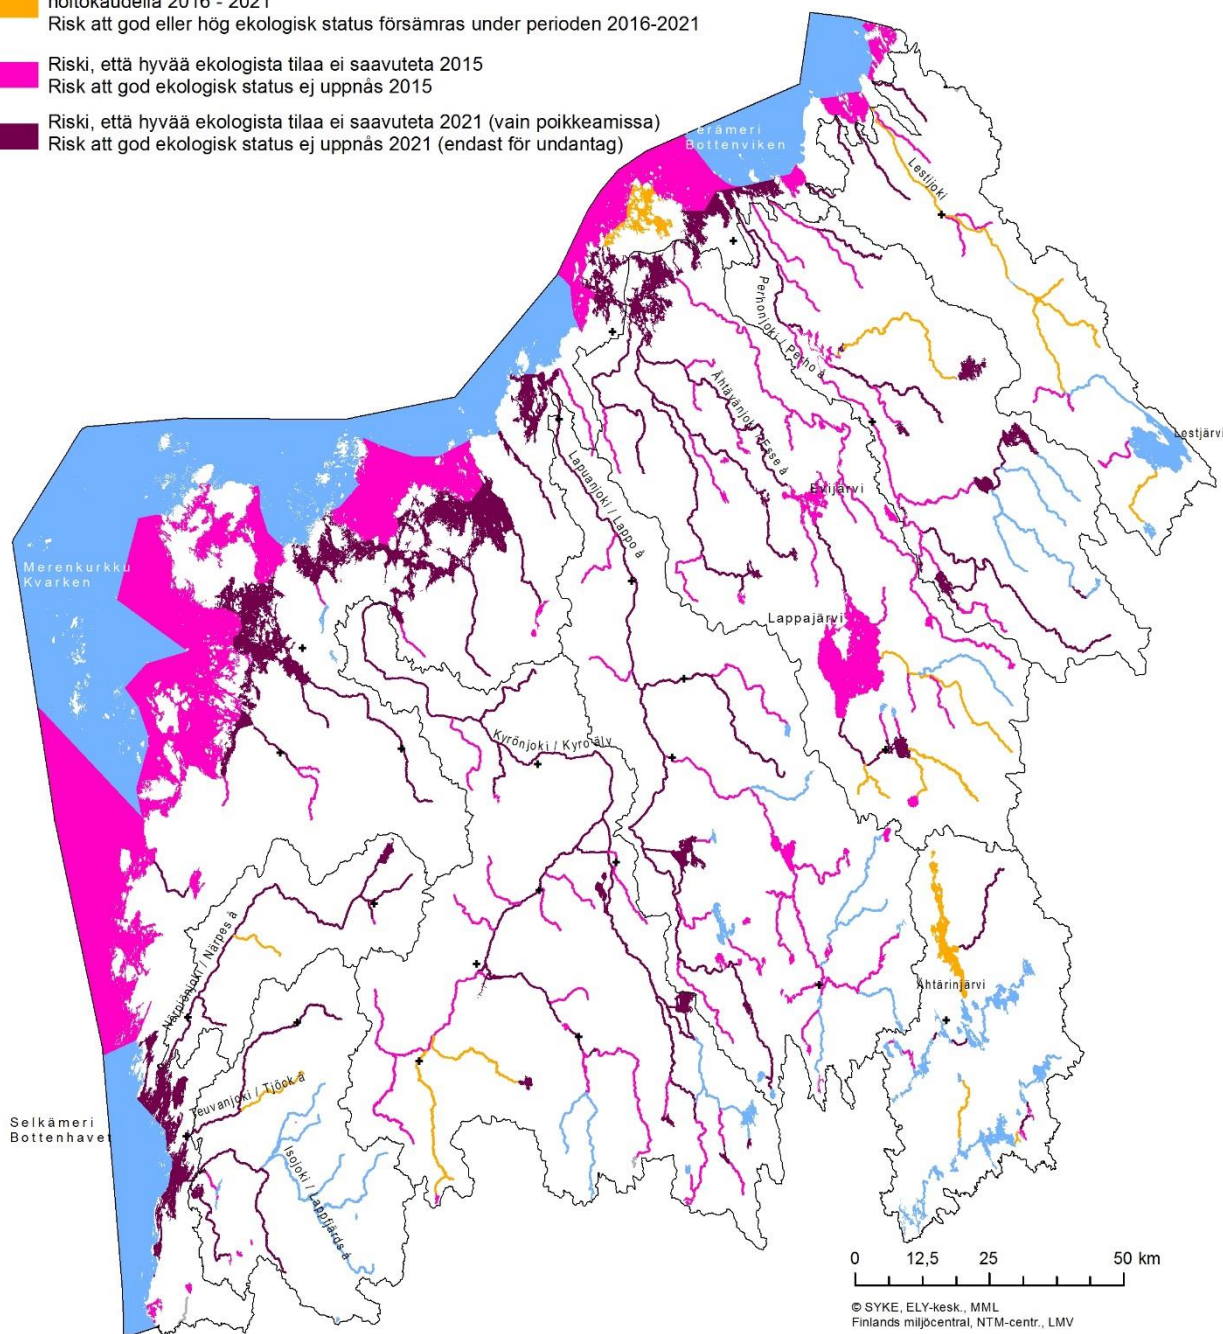 hoitokaudella 2016 - 2021
Risk att god eller hög ekologisk status försämras under perioden 2016-2021
Riski, että hyvää ekologista tilaa ei saavuteta 2015
Risk att god ekologisk status ej uppnås 2015
Riski, että hyvää ekologista tilaa ei saavuteta 2021 (vain poikkeamissa)
Risk att god ekologisk status ej uppnås 2021 (endast för undantag)
Perämeri
Bottenviken
Lestijoki
Perhonjoki / Perho å
Ähtävänjoki / Esse å
Lestjärvi
Lapuanjoki / Lappo å
Evijärvi
Merenkurkku
Kvarken
Lappajärvi
Kyrönjoki / Kyro älv
Närpiönjoki / Närpes å
Ähtärinjärvi
Teuvanjoki / Tjöck å
Selkämeri
Bottenhavet
Isojoki / Lappfjärds å
0 12,5 25 50 km
© SYKE, ELY-kesk., MML
Finlands miljöcentral, NTM-centr., LMV